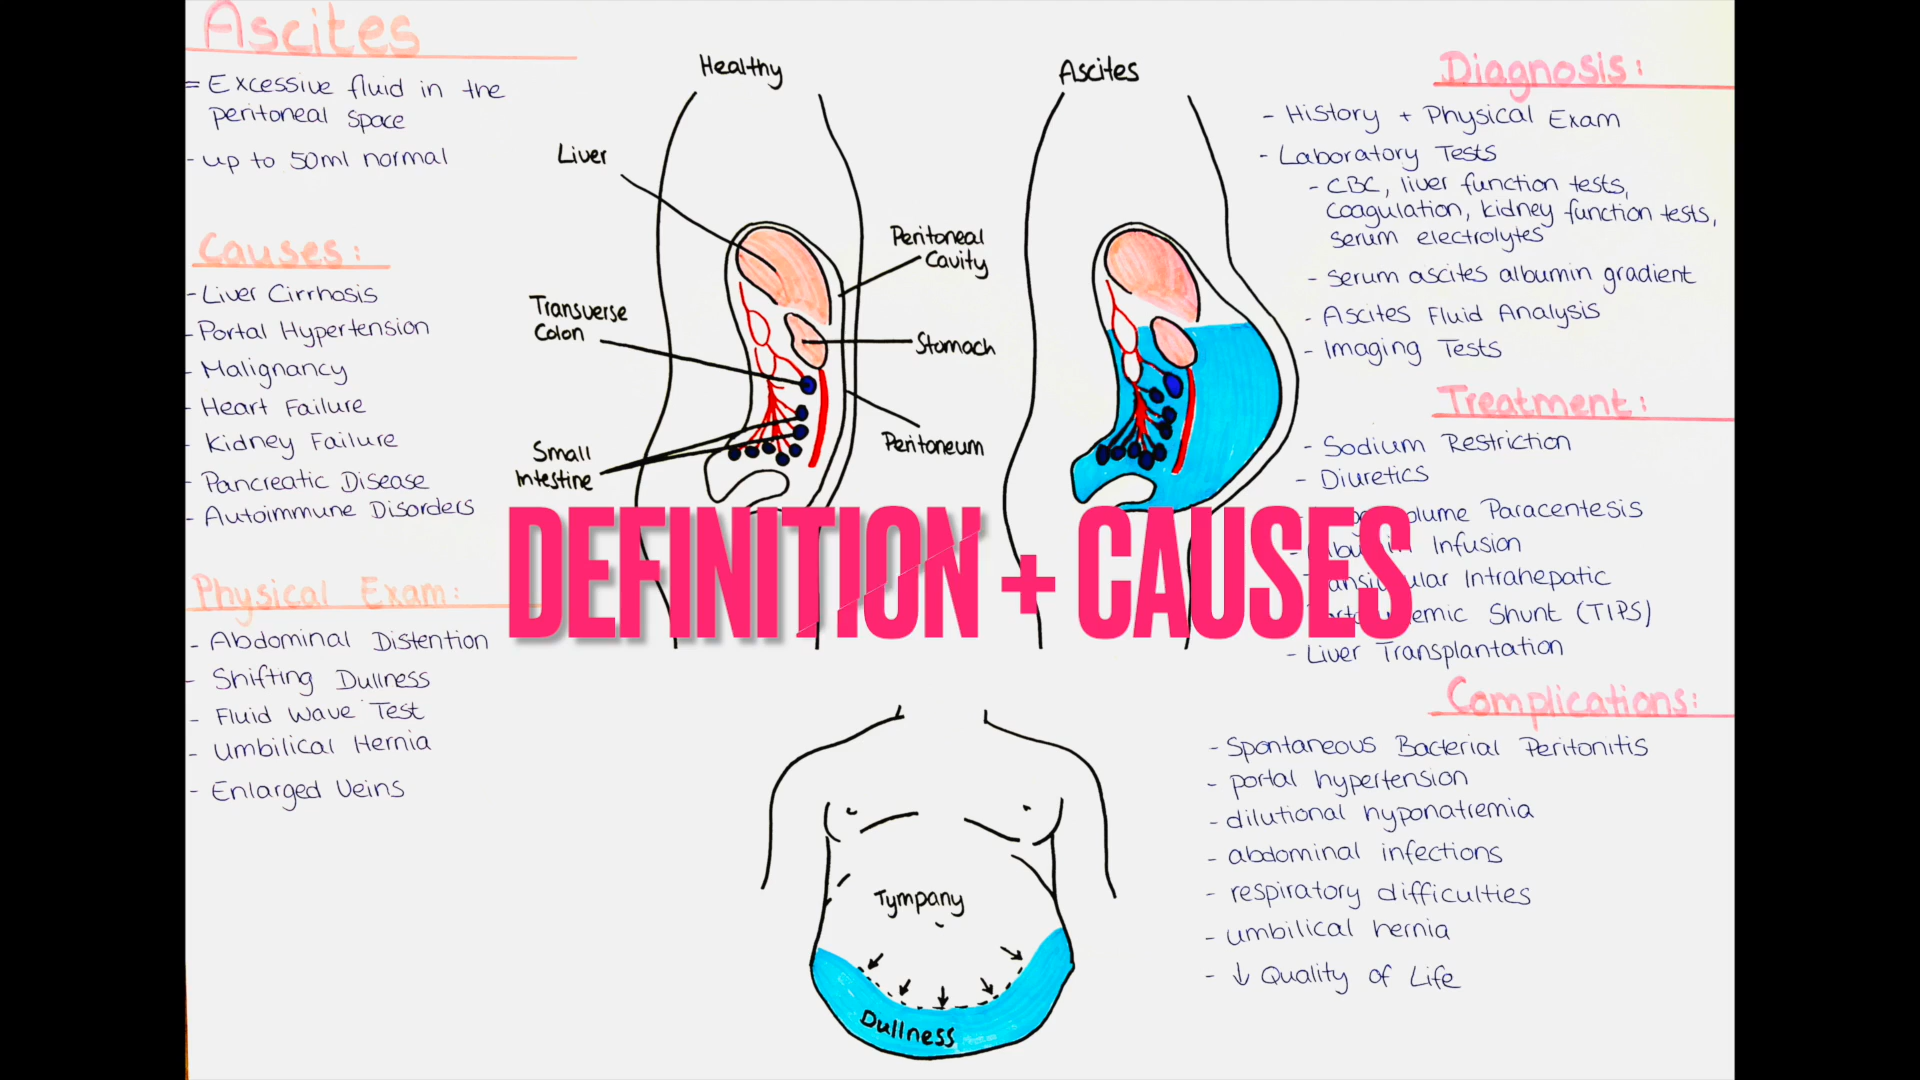 Ascites
= Excessive fluid in the
peritoneal space
- up to 50ml normal
Causes:
- Liver Cirrhosis
- Portal Hypertension
- Malignancy
- Heart Failure
- Kidney Failure
- Pancreatic Disease
- Autoimmune Disorders
Physical Exam:
- Abdominal Distention
- Shifting Dullness
- Fluid Wave Test
- Umbilical Hernia
- Enlarged Veins
Healthy
Liver
Transverse
Colon
Small
Intestine
Peritoneal
Cavity
Stomach
Peritoneum
Ascites
DEFINITION + CAUSES
Tympany
Dullness
Diagnosis:
- History + Physical Exam
- Laboratory Tests
- CBC, liver function tests,
coagulation, kidney function tests,
serum electrolytes
- Serum ascites albumin gradient
- Ascites Fluid Analysis
- Imaging Tests
Treatment:
- Sodium Restriction
- Diuretics
Paracentesis
Infusion
Intrahepatic
Shunt (TIPS)
- Liver Transplantation
Complications:
- Spontaneous Bacterial Peritonitis
- portal hypertension
- dilutional hyponatremia
- abdominal infections
- respiratory difficulties
- umbilical hernia
- ↓ Quality of Life